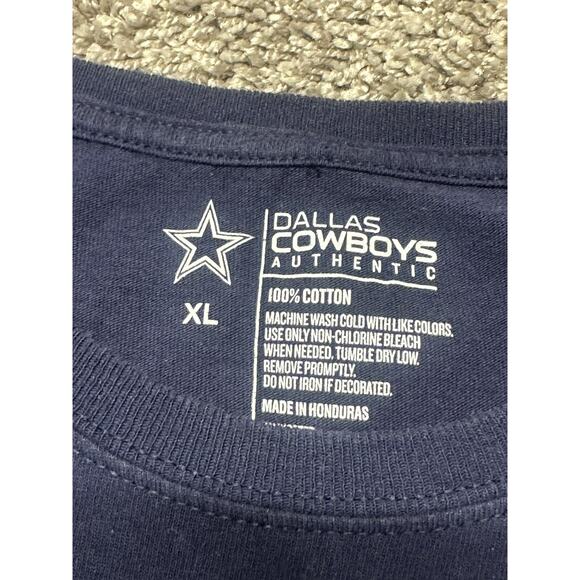 DALLAS
COWBOYS
AUTHENTIC
XL
100% COTTON
MACHINE WASH COLD WITH LIKE COLORS.
USE ONLY NON-CHLORINE BLEACH
WHEN NEEDED. TUMBLE DRY LOW.
REMOVE PROMPTLY.
DO NOT IRON IF DECORATED.
MADE IN HONDURAS